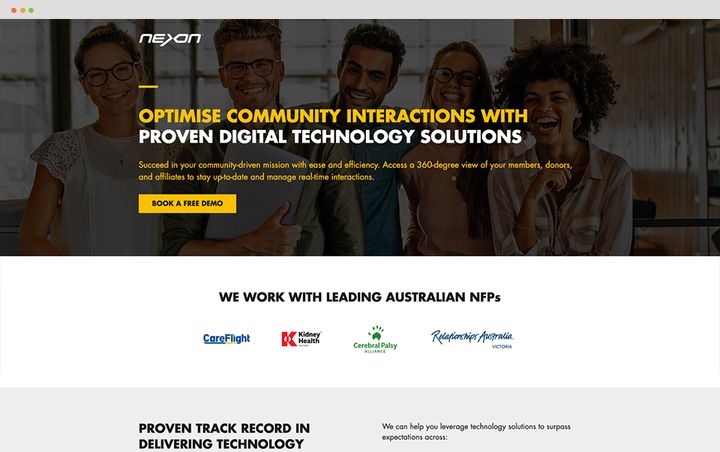 nexon
OPTIMISE COMMUNITY INTERACTIONS WITH
PROVEN DIGITAL TECHNOLOGY SOLUTIONS
Succeed in your community-driven mission with ease and efficiency. Access a 360-degree view of your members, donors,
and affiliates to stay up-to-date and manage real-time interactions.
BOOK A FREE DEMO
WE WORK WITH LEADING AUSTRALIAN NFPs
CareFlight
Kidney
Health
Cerebral Palsy
ALLIANCE
Relationships Australia.
VICTORIA
PROVEN TRACK RECORD IN
DELIVERING TECHNOLOGY
We can help you leverage technology solutions to surpass
expectations across: